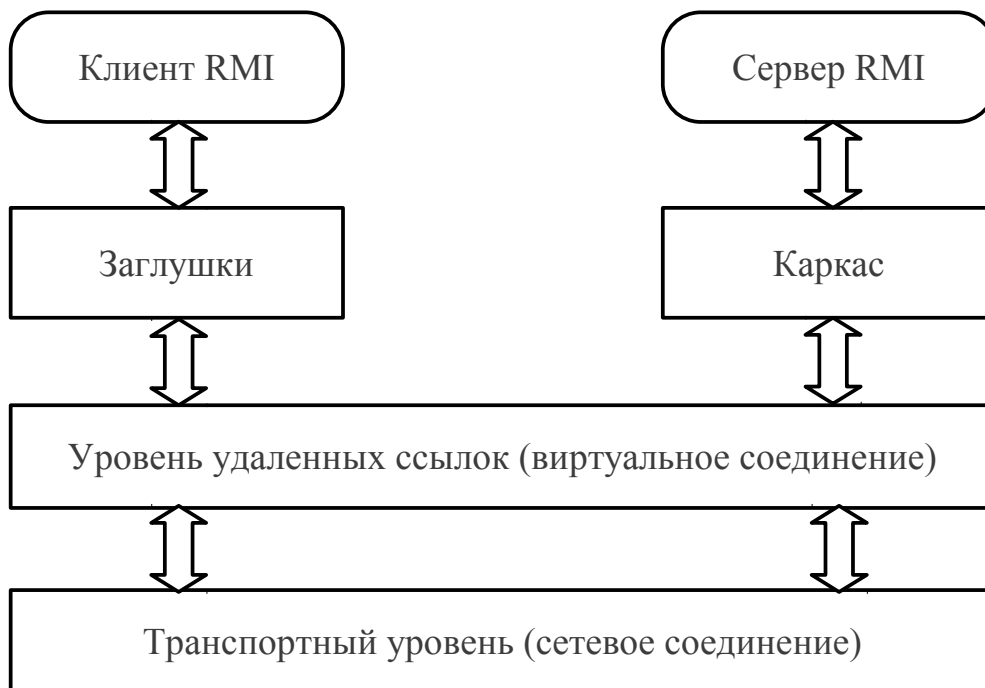 Клиент RMI
Сервер RMI
Заглушки
Каркас
Уровень удаленных ссылок (виртуальное соединение)
Транспортный уровень (сетевое соединение)